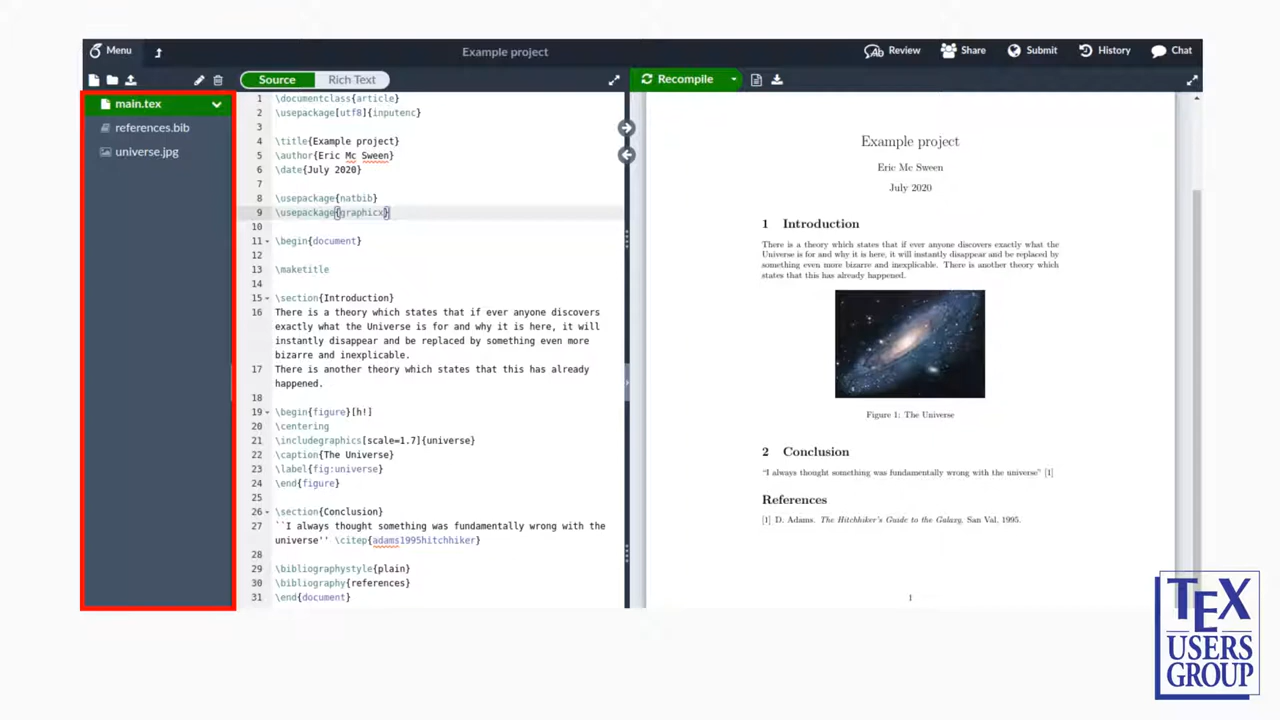 Menu
Example project
Review
Share
Submit
History
Chat
Source
Rich Text
Recompile
main.tex
references.bib
universe.jpg
1 \documentclass{article}
2 \usepackage[utf8]{inputenc}
3
4 \title{Example project}
5 \author{Eric Mc Sween}
6 \date{July 2020}
7
8 \usepackage{natbib}
9 \usepackage{graphicx}
10
11 \begin{document}
12
13 \maketitle
14
15 \section{Introduction}
16 There is a theory which states that if ever anyone discovers
exactly what the Universe is for and why it is here, it will
instantly disappear and be replaced by something even more
bizarre and inexplicable.
17 There is another theory which states that this has already
happened.
18
19 \begin{figure}[h!]
20 \centering
21 \includegraphics[scale=1.7]{universe}
22 \caption{The Universe}
23 \label{fig:universe}
24 \end{figure}
25
26 \section{Conclusion}
27 ``I always thought something was fundamentally wrong with the
universe'' \citep{adams1995hitchhiker}
28
29 \bibliographystyle{plain}
30 \bibliography{references}
31 \end{document}
Example project
Eric Mc Sween
July 2020
1 Introduction
There is a theory which states that if ever anyone discovers exactly what the
Universe is for and why it is here, it will instantly disappear and be replaced by
something even more bizarre and inexplicable. There is another theory which
states that this has already happened.
Figure 1: The Universe
2 Conclusion
“I always thought something was fundamentally wrong with the universe” [1]
References
[1] D. Adams. The Hitchhiker's Guide to the Galaxy. San Val, 1995.
1
TEX
USERS
GROUP